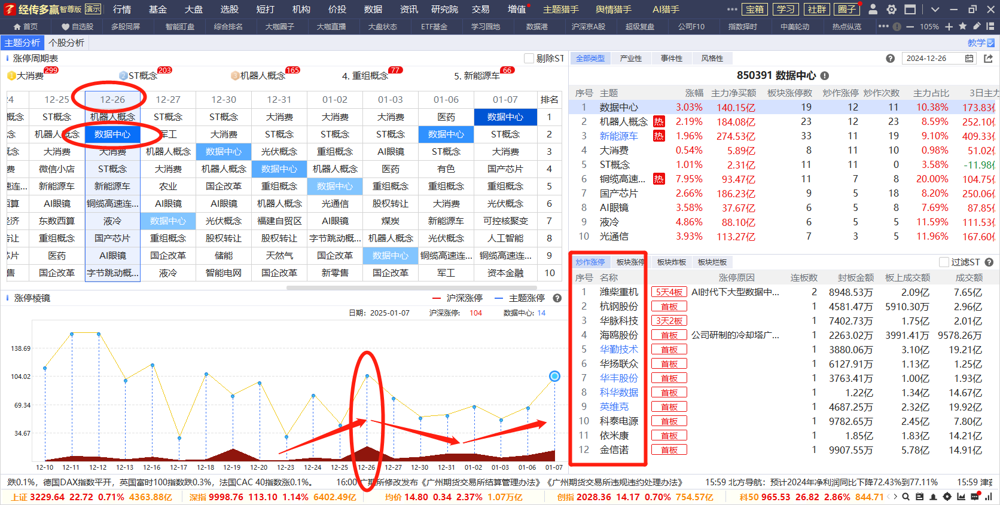 经传多赢 智尊版 演示 行情 基金 大盘 选股 短打 机构 价投 数据 资讯 研究院 交易 增值 主题猎手 舆情猎手 AI猎手 宝箱 学习 社群 圈子
首页 自选股 多股同屏 智能盯盘 综合排名 大咖圈子 大咖直播 大盘状态 ETF基金 学习园地 数据港 沪深京A股 超级复盘 公司F10 指数择时 中美轮动 热点纵览 105%
主题分析 个股分析 教学
涨停周期表 剔除ST
1 大消费 299 2 ST概念 203 3 机器人概念 165 4. 重组概念 77 5. 新能源车 66
24 12-25 12-26 12-27 12-30 12-31 01-02 01-03 01-06 01-07 排名
概念 ST概念 机器人概念 ST概念 ST概念 大消费 大消费 大消费 医药 数据中心 1
念 机器人概念 数据中心 军工 大消费 ST概念 ST概念 ST概念 数据中心 ST概念 2
概念 大消费 大消费 机器人概念 数据中心 光伏概念 重组概念 AI眼镜 ST概念 大消费 3
费 微信小店 ST概念 大消费 机器人概念 数据中心 机器人概念 医药 有色 国产芯片 4
速连... 新能源车 新能源车 农业 国企改革 重组概念 数据中心 重组概念 重组概念 重组概念 5
西算 AI眼镜 铜缆高速连... AI眼镜 AI眼镜 机器人概念 光通信 股权转让 大消费 光伏概念 6
经济 东数西算 液冷 数据中心 光伏概念 福建自贸区 AI眼镜 煤炭 新能源车 可控核聚变 7
转让 重组概念 国产芯片 重组概念 股权转让 股权转让 字节跳动概... 机器人概念 光伏概念 人工智能 8
芯片 医药 AI眼镜 国企改革 储能 天然气 国企改革 数据中心 铜缆高速连... 铜缆高速连... 9
售 国企改革 字节跳动概... 液冷 智能电网 国企改革 新零售 国企改革 军工 资本金融 10
涨停棱镜 沪深涨停 主题涨停
日期: 2025-01-07 沪深涨停: 104 数据中心: 14
138.69
104.02
69.34
34.67
12-10 12-11 12-12 12-13 12-16 12-17 12-18 12-19 12-20 12-23 12-24 12-25 12-26 12-27 12-30 12-31 01-02 01-03 01-06 01-07
全部类型 产业性 事件性 风格性 2024-12-26
850391 数据中心
序号 主题 涨幅 主力净买额 板块涨停数 炒作涨停 炒作次数 主力占比 3日主力
1 数据中心 3.03% 140.15亿 19 12 11 10.38% 173.83亿
2 机器人概念 热 2.19% 184.08亿 23 12 23 8.59% 252.10亿
3 新能源车 热 1.96% 274.53亿 33 11 19 9.10% 409.33亿
4 大消费 0.54% 5.89亿 8 11 10 0.98% 51.02亿
5 ST概念 1.01% 2.31亿 11 11 0 3.58% -11.98亿
6 铜缆高速... 热 7.95% 93.47亿 11 7 8 20.00% 104.75亿
7 国产芯片 2.66% 186.23亿 9 5 18 8.20% 250.06亿
8 AI眼镜 3.58% 37.67亿 6 5 8 7.69% 87.85亿
9 液冷 4.86% 88.10亿 6 5 5 11.59% 111.53亿
10 光通信 3.93% 113.27亿 7 3 5 11.96% 167.60亿
炒作涨停 板块涨停 板块炸板 板块烂板 过滤ST
序号 名称 涨停原因 连板数 封板金额 板上成交额 成交额
1 潍柴重机 5天4板 AI时代下大型数据中... 2 8948.53万 2.09亿 7.65亿
2 杭钢股份 首板 1 4581.47万 5910.30万 2.96亿
3 华脉科技 3天2板 1 7402.73万 1.75亿 2.01亿
4 海鸥股份 首板 公司研制的冷却塔广... 1 2263.02万 3991.41万 9578.26万
5 华勤技术 首板 1 3880.06万 3.10亿 19.21亿
6 华扬联众 首板 1 6127.91万 1.13亿 1.25亿
7 华丰股份 首板 1 3763.41万 1.00亿 1.93亿
8 科华数据 首板 1 1.22亿 1.34亿 14.67亿
9 英维克 首板 1 4687.25万 2.32亿 19.92亿
10 科泰电源 首板 1 9782.65万 2.45亿 7.80亿
11 依米康 首板 1 1.85亿 1.83亿 14.21亿
12 金信诺 首板 1 9907.55万 5.78亿 14.91亿
跌0.1%，德国DAX指数平开，英国富时100指数跌0.3%，法国CAC 40指数涨0.1%。 16:00 广期所修改发布《广州期货交易所结算管理办法》《广州期货交易所违规违约处理办法》 15:59 北方导航：预计2024年净利润同比下降72.43%到77.11% 15:59 津
上证 3229.64 22.72 0.71% 4363.88亿 深指 9998.76 113.10 1.14% 6402.49亿 均价 14.80 0.34 2.37% 1.07万亿 创指 2028.36 14.17 0.70% 754.57亿 科50 965.53 26.82 2.86% 844.71